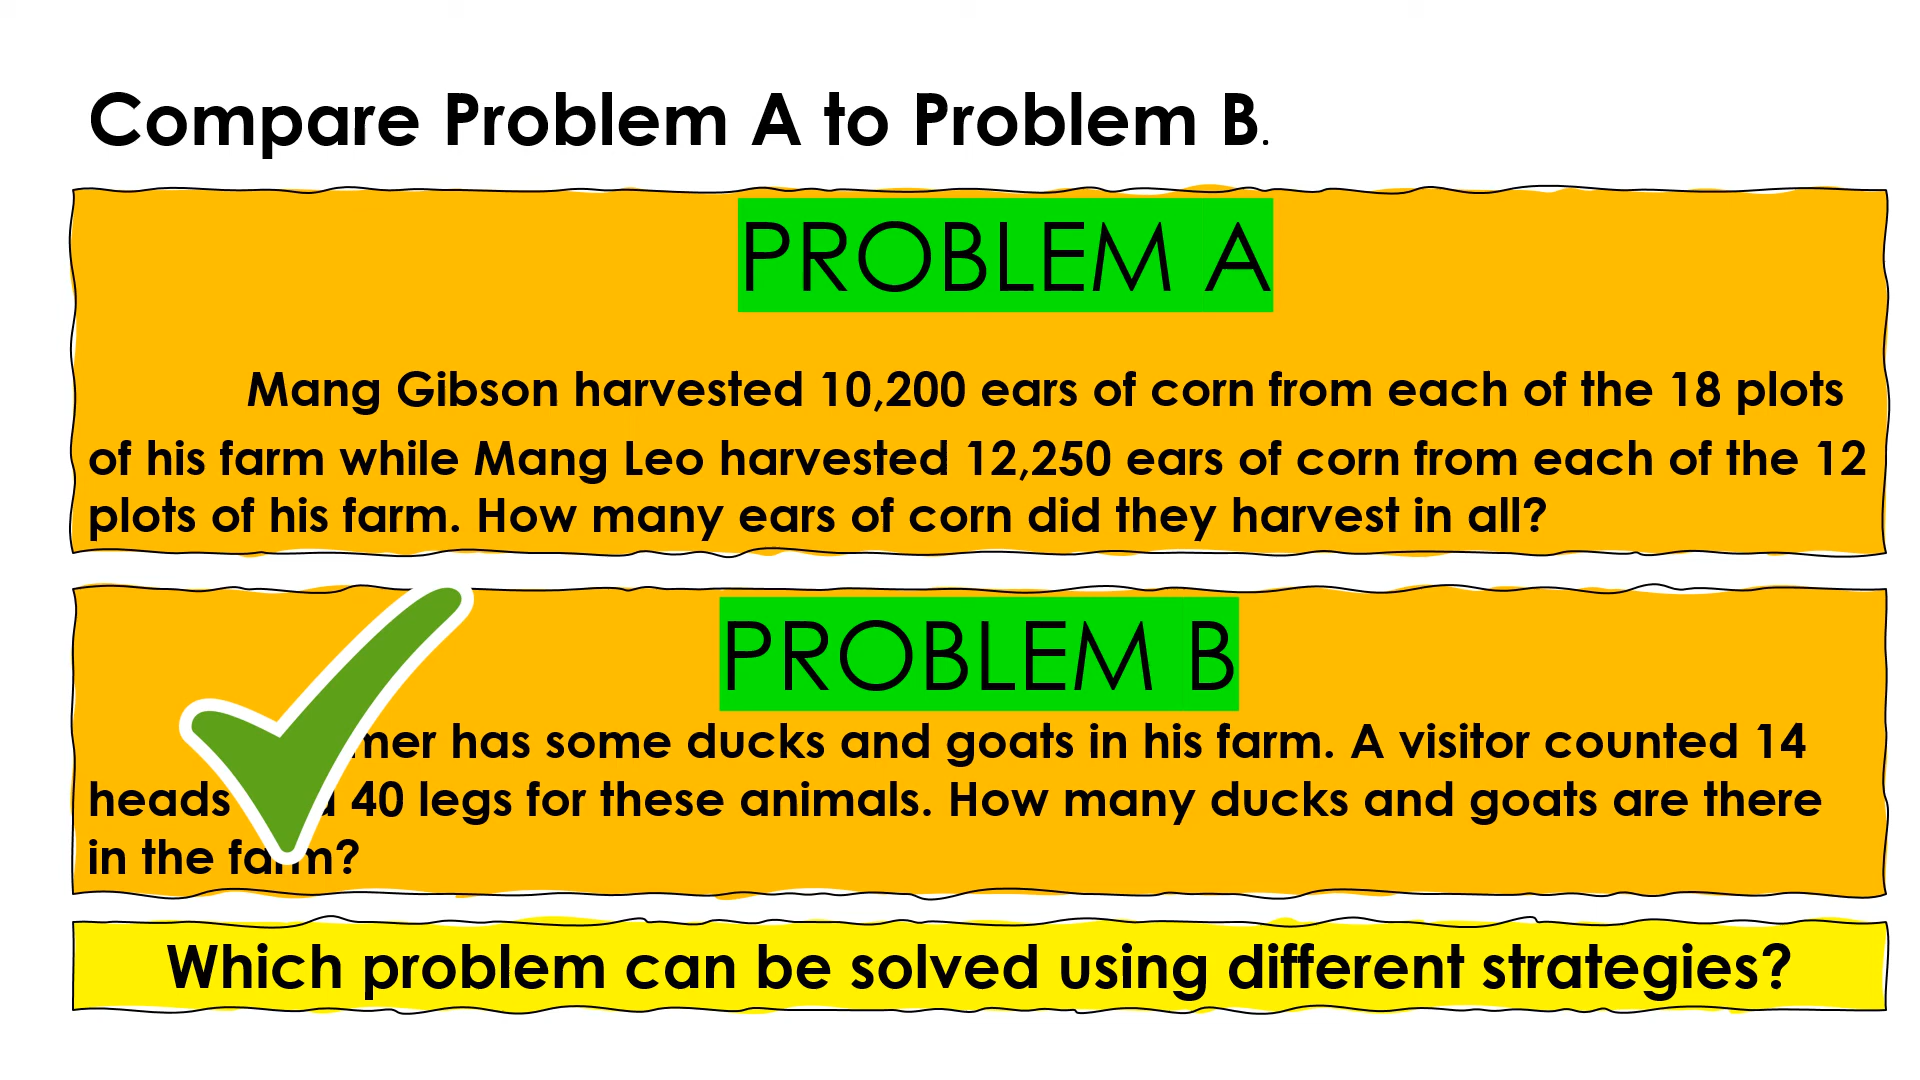 Compare Problem A to Problem B.
PROBLEM A
Mang Gibson harvested 10,200 ears of corn from each of the 18 plots
of his farm while Mang Leo harvested 12,250 ears of corn from each of the 12
plots of his farm. How many ears of corn did they harvest in all?
PROBLEM B
has some ducks and goats in his farm. A visitor counted 14
heads 40 legs for these animals. How many ducks and goats are there
in the farm?
Which problem can be solved using different strategies?